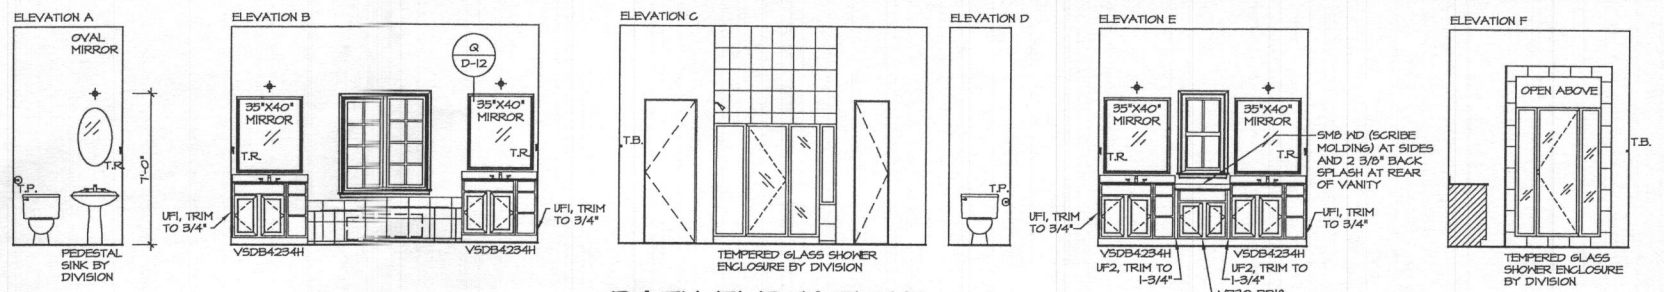 ELEVATION A
OVAL
MIRROR
T.R.
T.P.
7'-0"
PEDESTAL
SINK BY
DIVISION
ELEVATION B
Q
D-12
35"X40"
MIRROR
T.R.
35"X40"
MIRROR
T.R.
UF1, TRIM
TO 3/4"
VSDB4234H
VSDB4234H
UF1, TRIM
TO 3/4"
ELEVATION C
T.B.
TEMPERED GLASS SHOWER
ENCLOSURE BY DIVISION
ELEVATION D
T.P.
ELEVATION E
35"X40"
MIRROR
T.R.
35"X40"
MIRROR
T.R.
SM8 WD (SCRIBE
MOLDING) AT SIDES
AND 2 3/8" BACK
SPLASH AT REAR
OF VANITY
UF1, TRIM
TO 3/4"
UF1, TRIM
TO 3/4"
VSDB4234H
VSDB4234H
UF2, TRIM TO
1-3/4"
UF2, TRIM TO
1-3/4"
ELEVATION F
OPEN ABOVE
T.B.
TEMPERED GLASS
SHOWER ENCLOSURE
BY DIVISION